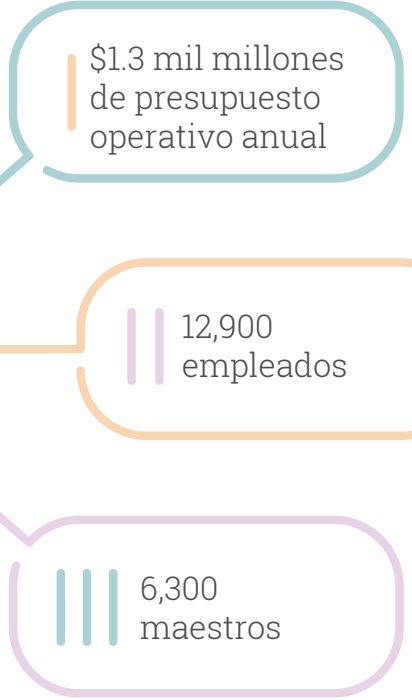 $1.3 mil millones
de presupuesto
operativo anual
12,900
empleados
6,300
maestros